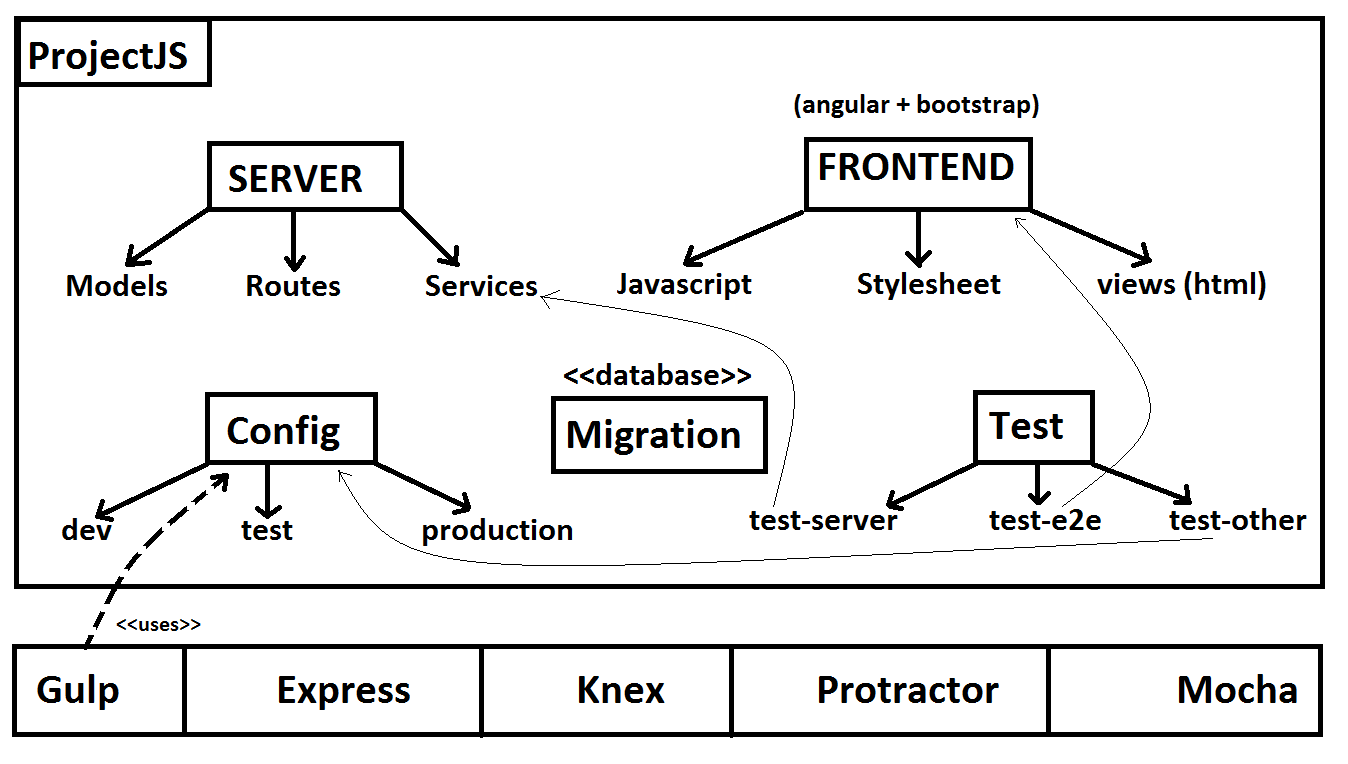 ProjectJS
(angular + bootstrap)
SERVER
FRONTEND
Models
Routes
Services
Javascript
Stylesheet
views (html)
<<database>>
Config
Migration
Test
dev
test
production
test-server
test-e2e
test-other
<<uses>>
Gulp
Express
Knex
Protractor
Mocha